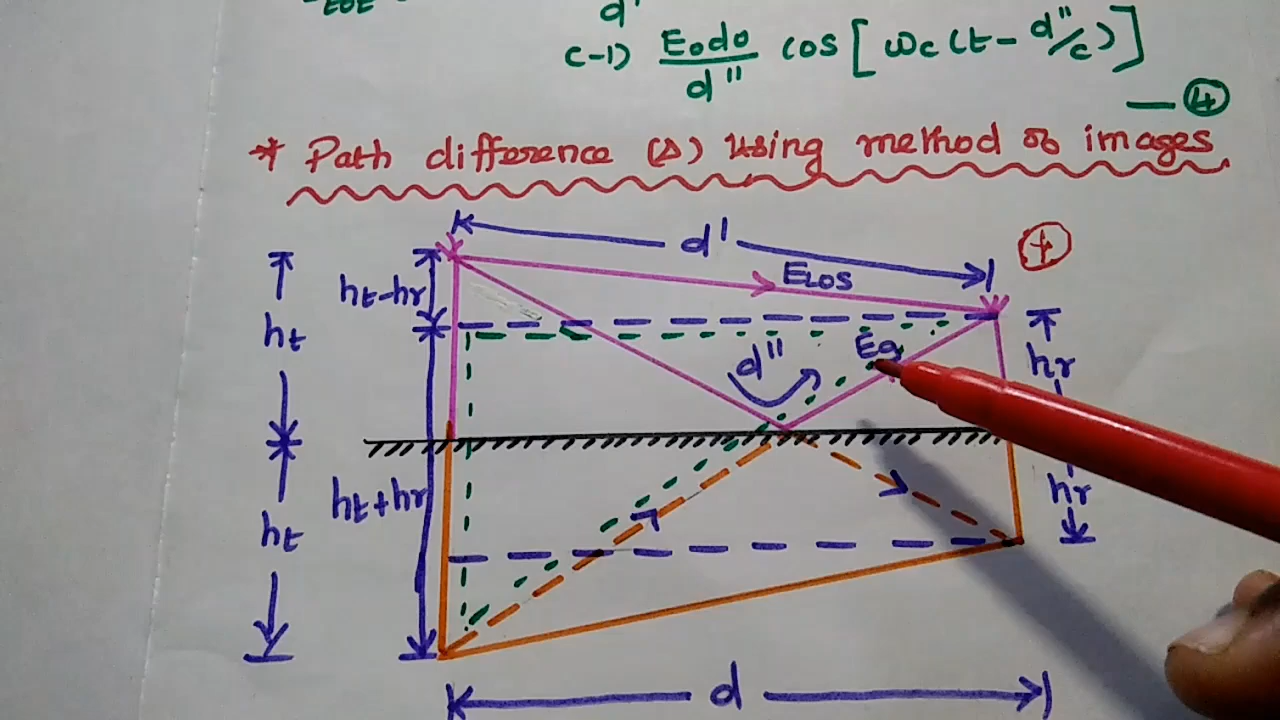 d'
(-1) E₀d₀/d'' cos [ ωc (t - d''/c) ]
— ④
* Path difference (Δ) using method of images
d'
+
ELOS
ht-hr
ht
d''
Eg
hr
ht+hr
hr
ht
d